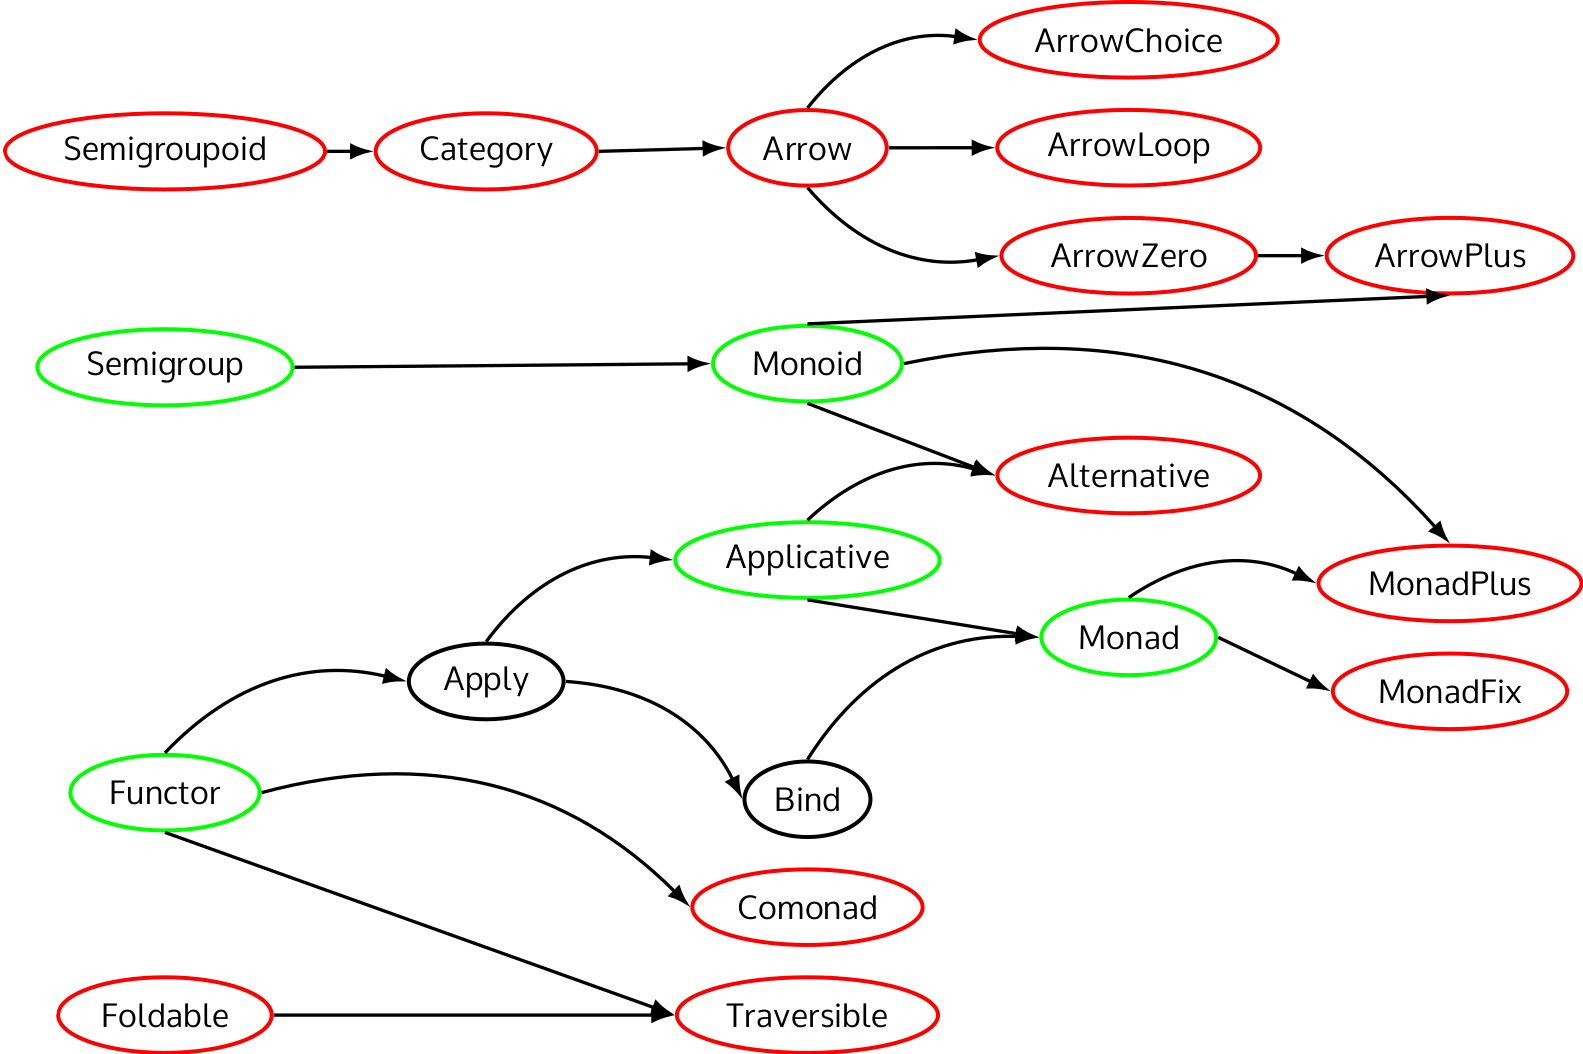 ArrowChoice
Semigroupoid
Category
Arrow
ArrowLoop
ArrowZero
ArrowPlus
Semigroup
Monoid
Alternative
Applicative
MonadPlus
Monad
Apply
MonadFix
Functor
Bind
Comonad
Foldable
Traversible